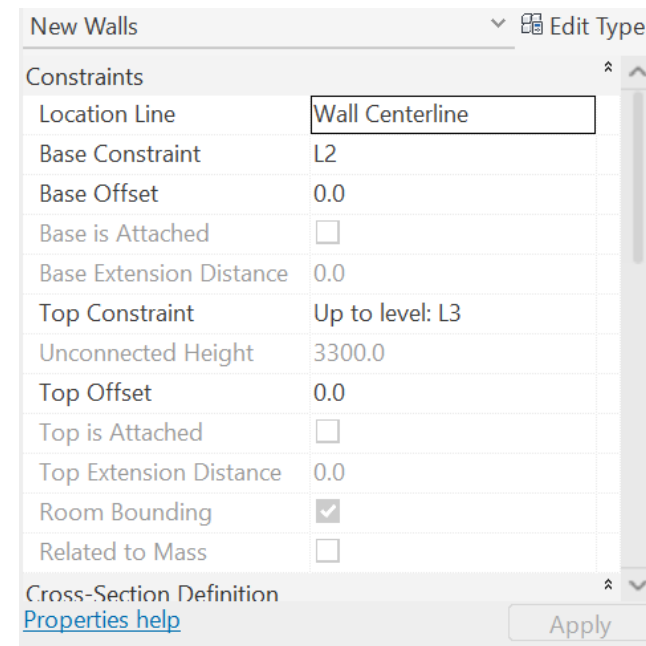 New Walls Edit Type
Constraints
Location Line Wall Centerline
Base Constraint L2
Base Offset 0.0
Base is Attached
Base Extension Distance 0.0
Top Constraint Up to level: L3
Unconnected Height 3300.0
Top Offset 0.0
Top is Attached
Top Extension Distance 0.0
Room Bounding
Related to Mass
Cross-Section Definition
Properties help Apply